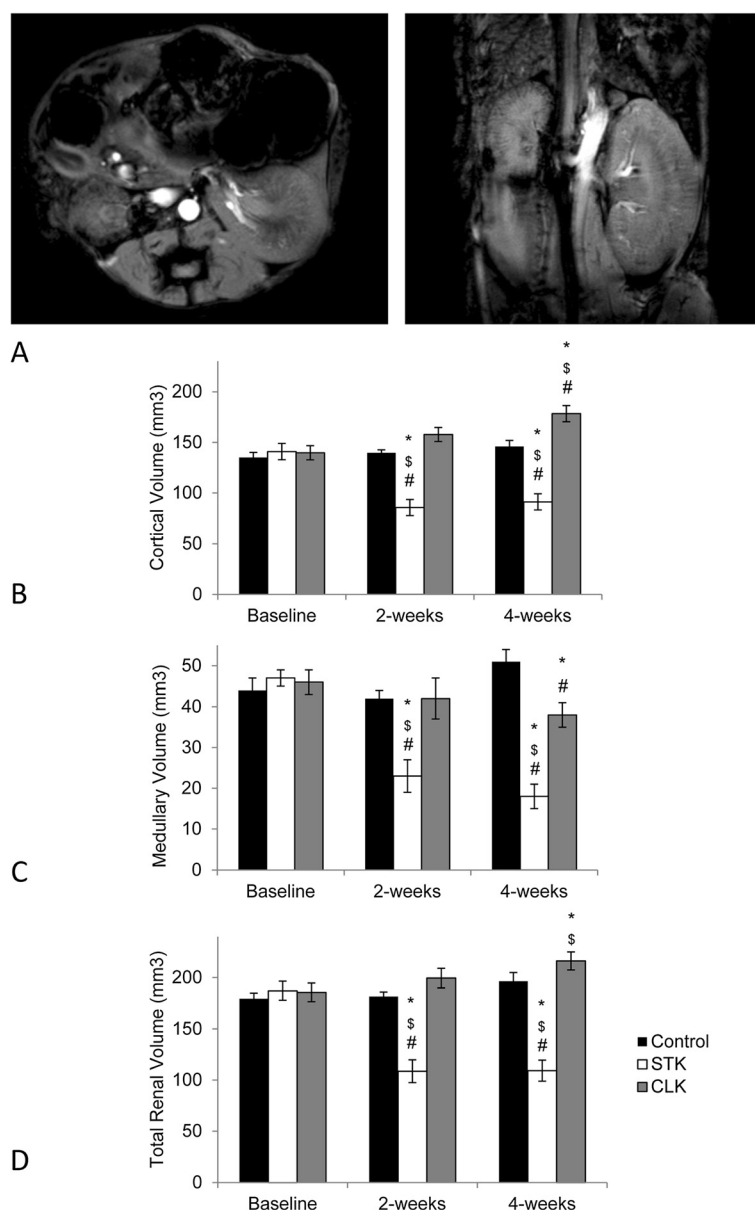 A
Cortical Volume (mm3)
200
150
100
50
0
*
$
#
*
$
#
*
$
#
Baseline
2-weeks
4-weeks
B
Medullary Volume (mm3)
50
40
30
20
10
0
*
$
#
*
$
#
*
#
Baseline
2-weeks
4-weeks
C
Total Renal Volume (mm3)
200
150
100
50
0
*
$
#
*
$
#
*
$
Control
STK
CLK
Baseline
2-weeks
4-weeks
D